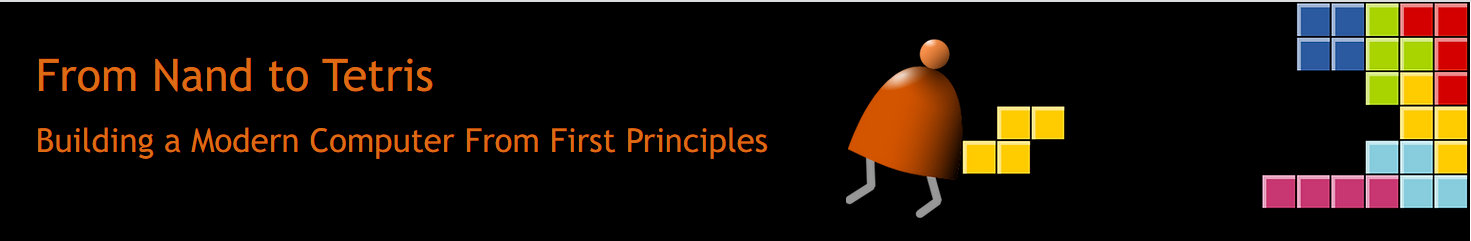 From Nand to Tetris
Building a Modern Computer From First Principles